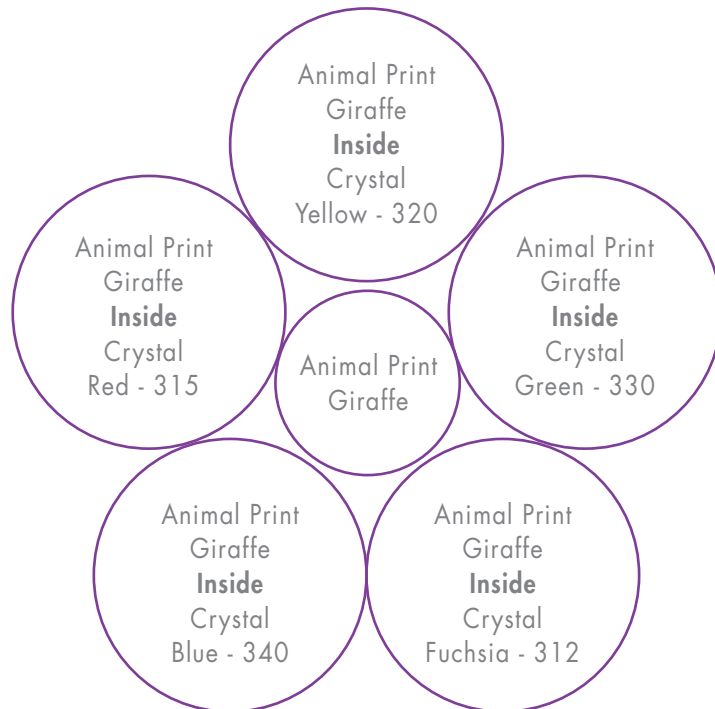 Animal Print
Giraffe
Inside
Crystal
Yellow - 320
Animal Print
Giraffe
Inside
Crystal
Red - 315
Animal Print
Giraffe
Inside
Crystal
Green - 330
Animal Print
Giraffe
Animal Print
Giraffe
Inside
Crystal
Blue - 340
Animal Print
Giraffe
Inside
Crystal
Fuchsia - 312